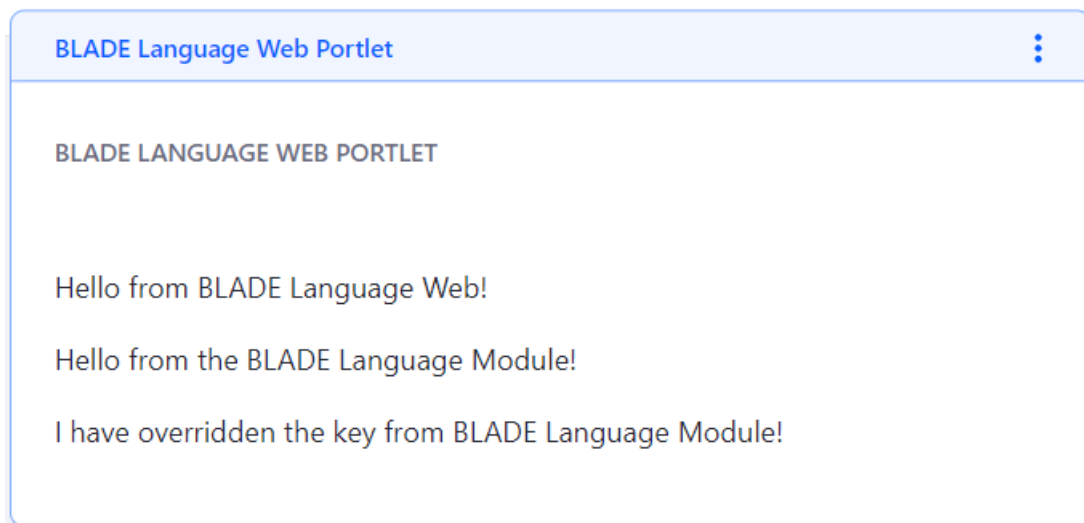 BLADE Language Web Portlet
BLADE LANGUAGE WEB PORTLET
Hello from BLADE Language Web!
Hello from the BLADE Language Module!
I have overridden the key from BLADE Language Module!